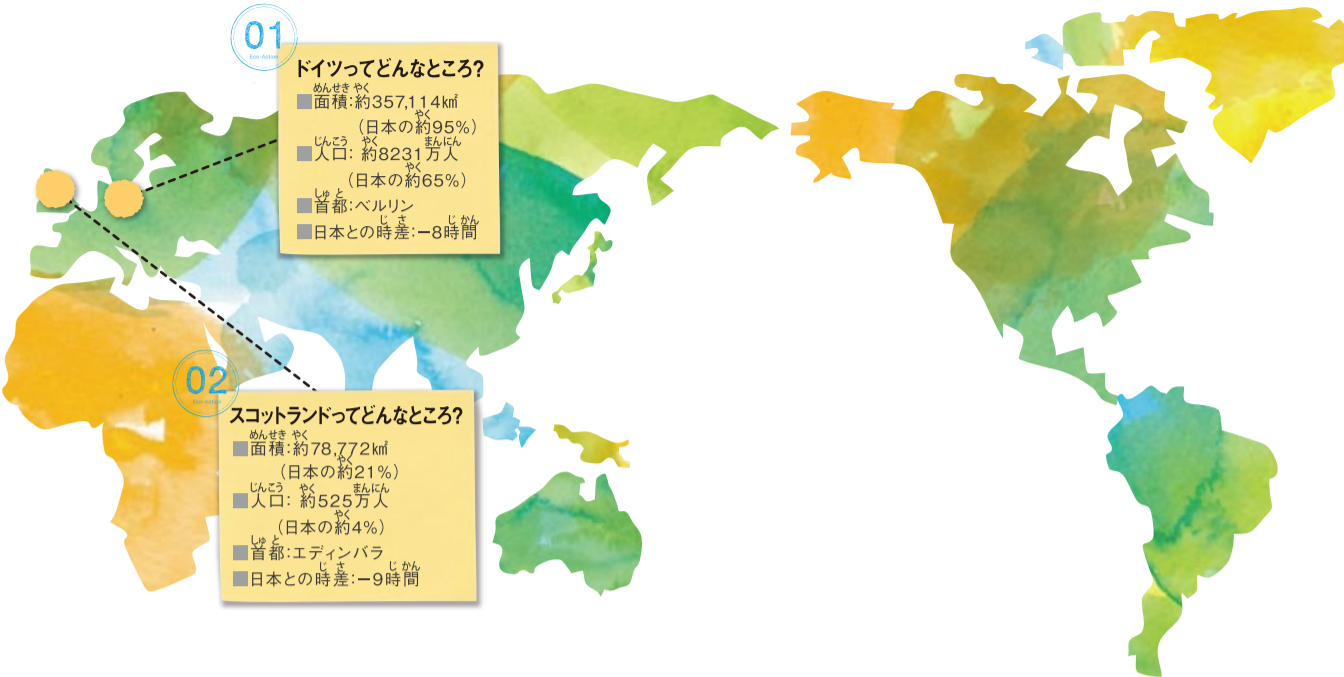 01
Eco-Action
ドイツってどんなところ?
めんせき やく
■面積:約357,114㎢
やく
(日本の約95%)
じんこう やく まんにん
■人口: 約8231万人
やく
(日本の約65%)
しゅと
■首都:ベルリン
じさ じかん
■日本との時差:−8時間
02
Eco-Action
スコットランドってどんなところ?
めんせき やく
■面積:約78,772㎢
やく
(日本の約21%)
じんこう やく まんにん
■人口: 約525万人
やく
(日本の約4%)
しゅと
■首都:エディンバラ
じさ じかん
■日本との時差:−9時間